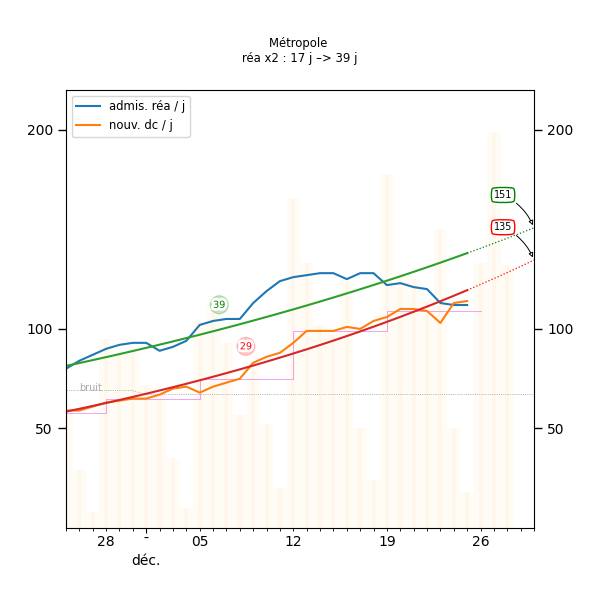 Métropole
réa x2 : 17 j –> 39 j
admis. réa / j
nouv. dc / j
200
200
151
135
39
100
100
29
bruit
50
50
28
-
05
12
19
26
déc.